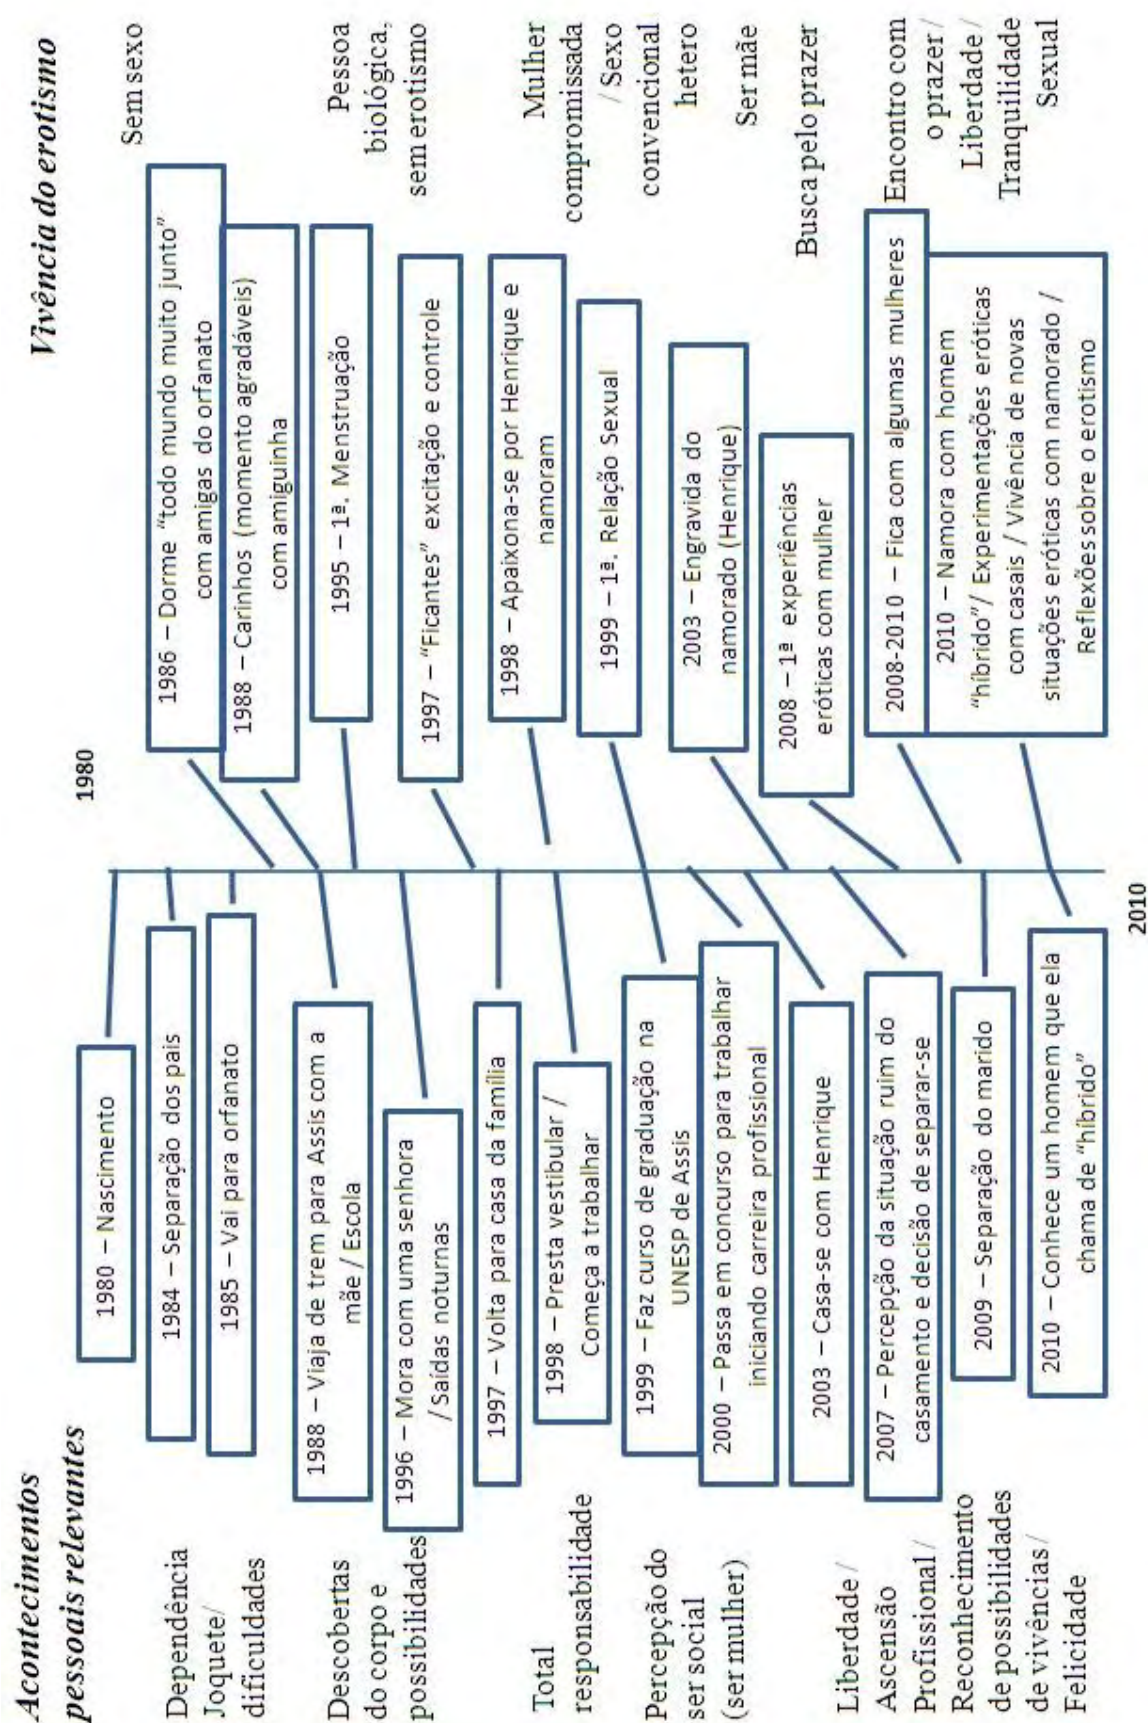 Acontecimentos
pessoais relevantes
Dependência
Joquete/
dificuldades
Descobertas
do corpo e
possibilidades
Total
responsabilidade
Percepção do
ser social
(ser mulher)
Liberdade /
Ascensão
Profissional /
Reconhecimento
de possibilidades
de vivências/
Felicidade
1980 – Nascimento
1984 – Separação dos pais
1985 – Vai para orfanato
1988 – Viaja de trem para Assis com a
mãe / Escola
1996 – Mora com uma senhora
/ Saídas noturnas
1997 – Volta para casa da família
1998 – Presta vestibular /
Começa a trabalhar
1999 – Faz curso de graduação na
UNESP de Assis
2000 – Passa em concurso para trabalhar
iniciando carreira profissional
2003 – Casa-se com Henrique
2007 – Percepção da situação ruim do
casamento e decisão de separar-se
2009 – Separação do marido
2010 – Conhece um homem que ela
chama de “híbrido”
1980
2010
Vivência do erotismo
1986 – Dorme “todo mundo muito junto”
com amigas do orfanato
1988 – Carinhos (momento agradáveis)
com amiguinha
1995 – 1ª. Menstruação
1997 – “Ficantes” excitação e controle
1998 – Apaixona-se por Henrique e
namoram
1999 – 1ª. Relação Sexual
2003 – Engravida do
namorado (Henrique)
2008 – 1ª experiências
eróticas com mulher
2008-2010 – Fica com algumas mulheres
2010 – Namora com homem
“híbrido”/ Experimentações eróticas
com casais / Vivência de novas
situações eróticas com namorado /
Reflexões sobre o erotismo
Sem sexo
Pessoa
biológica,
sem erotismo
Mulher
compromissada
/ Sexo
convencional
hetero
Ser mãe
Busca pelo prazer
Encontro com
o prazer /
Liberdade /
Tranquilidade
Sexual